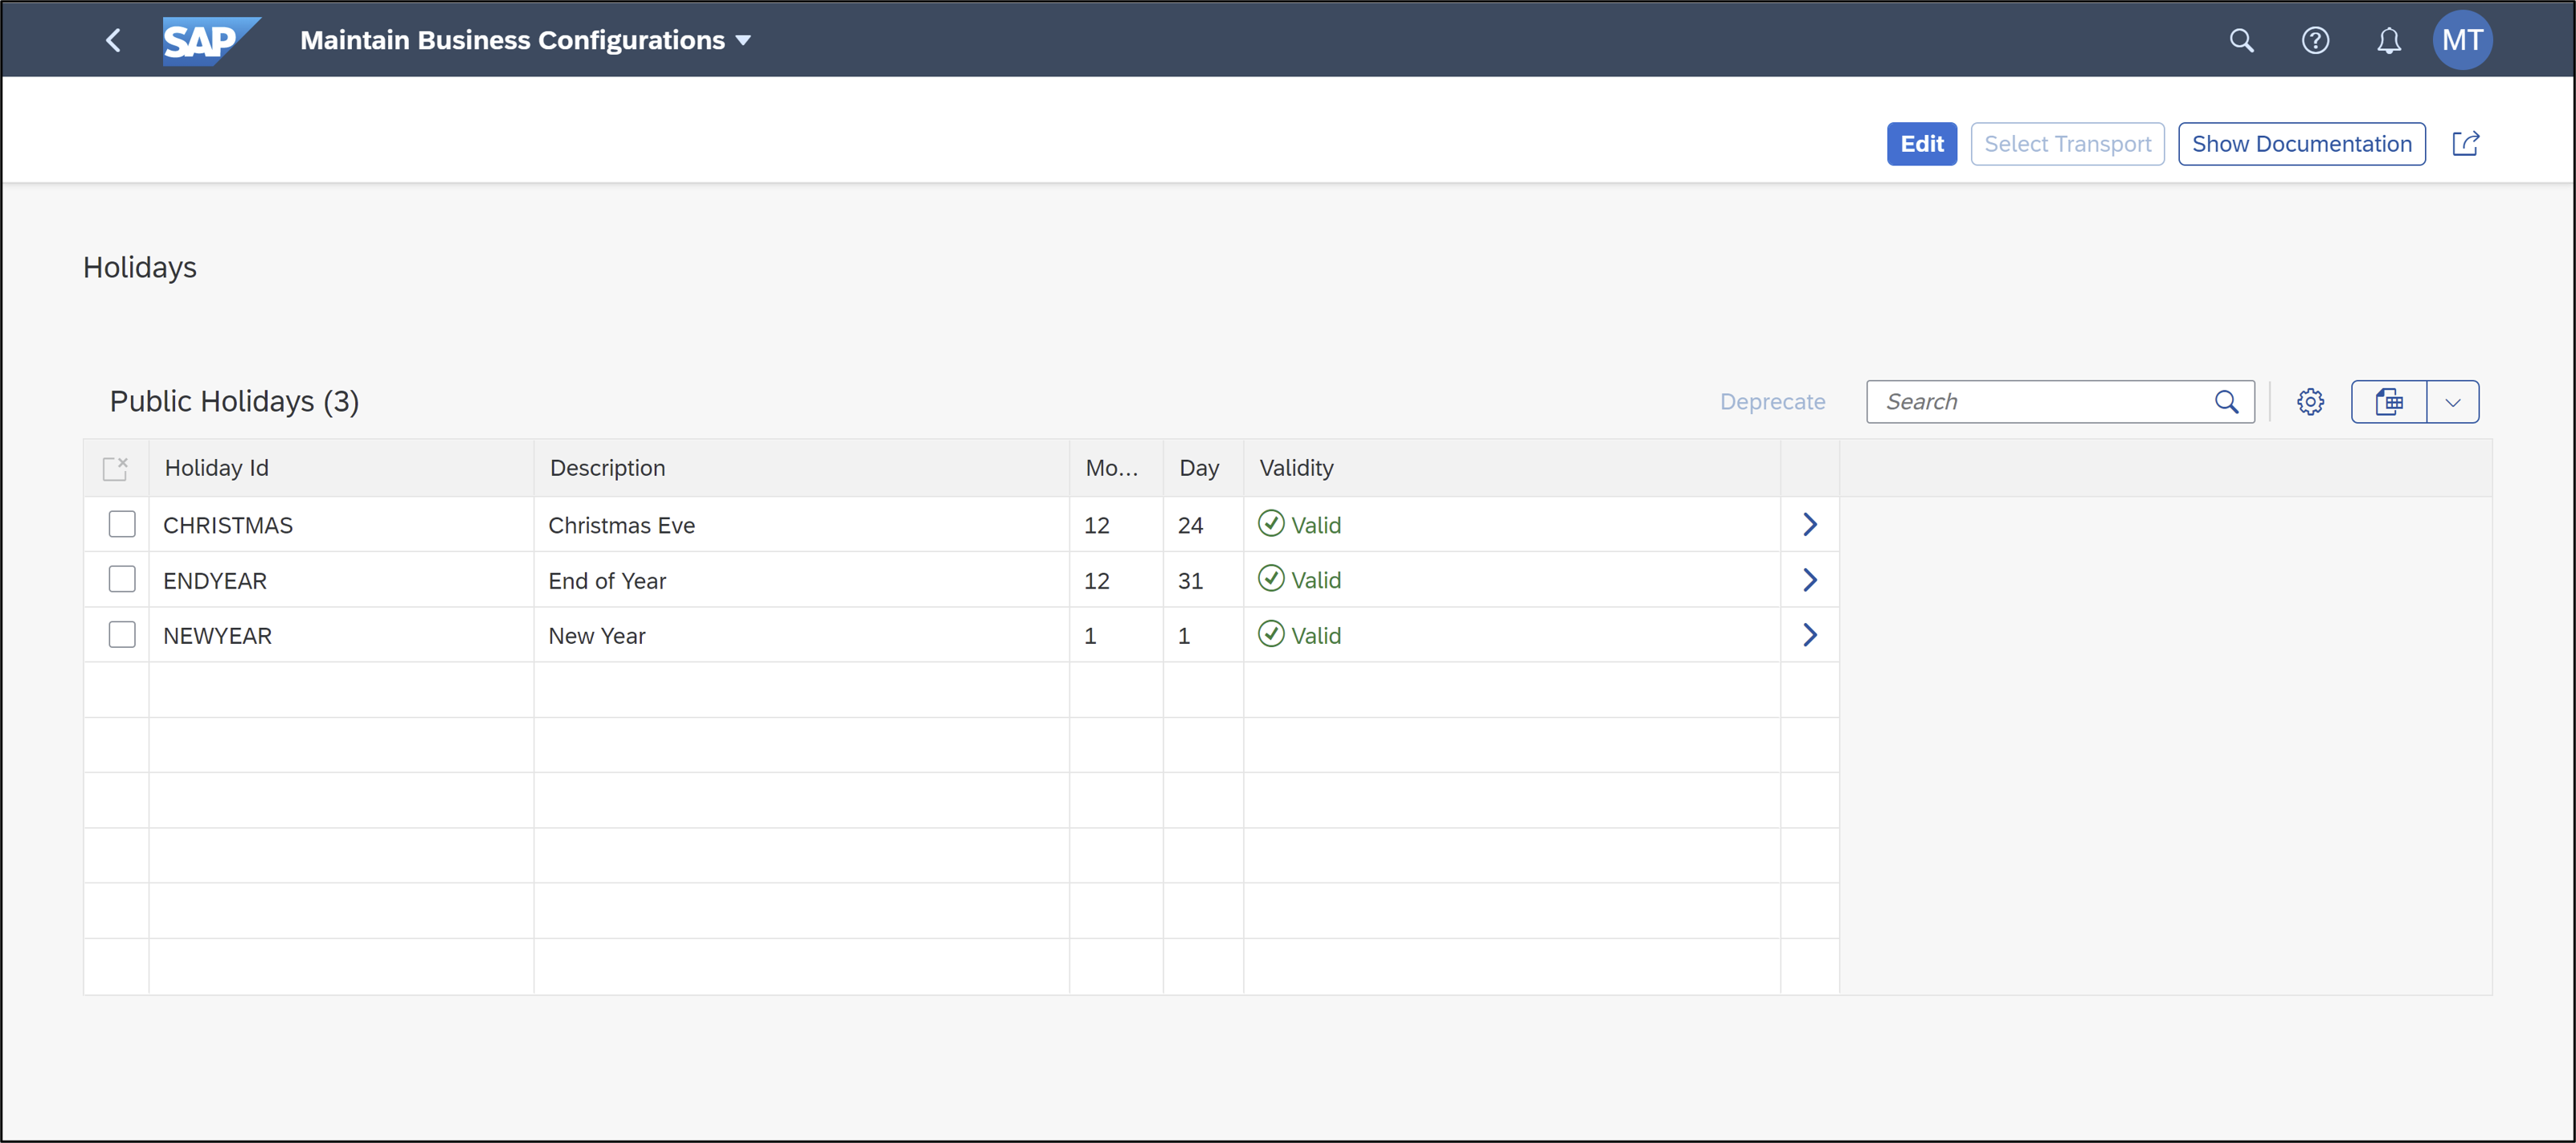 SAP Maintain Business Configurations MT
Edit Select Transport Show Documentation
Holidays
Public Holidays (3) Deprecate Search
Holiday Id Description Mo... Day Validity
CHRISTMAS Christmas Eve 12 24 Valid
ENDYEAR End of Year 12 31 Valid
NEWYEAR New Year 1 1 Valid